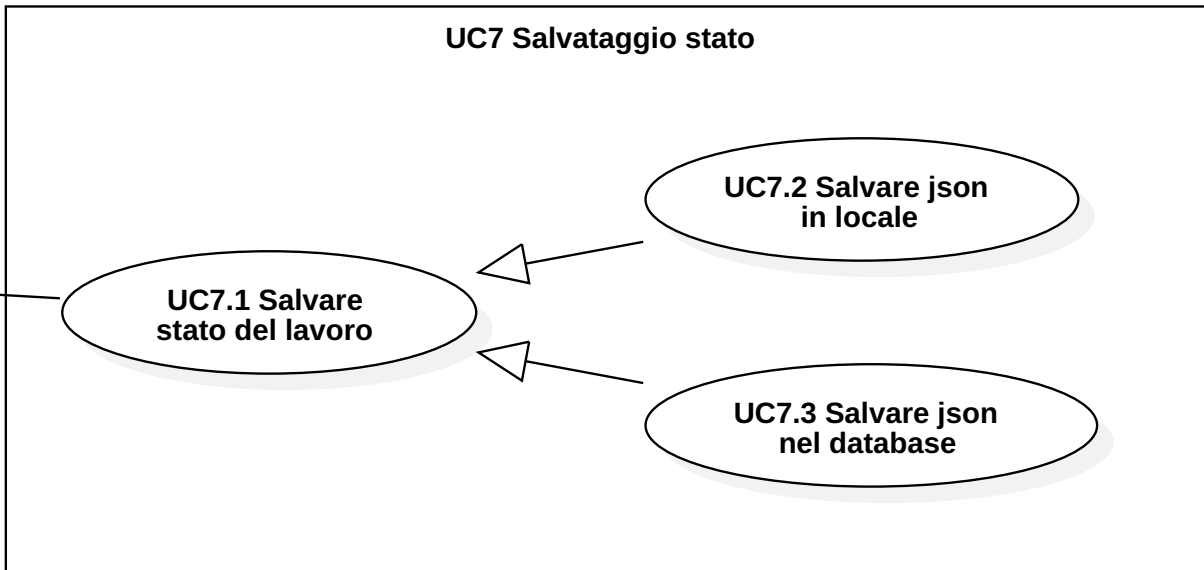 UC7 Salvataggio stato
UC7.2 Salvare json
in locale
UC7.1 Salvare
stato del lavoro
UC7.3 Salvare json
nel database